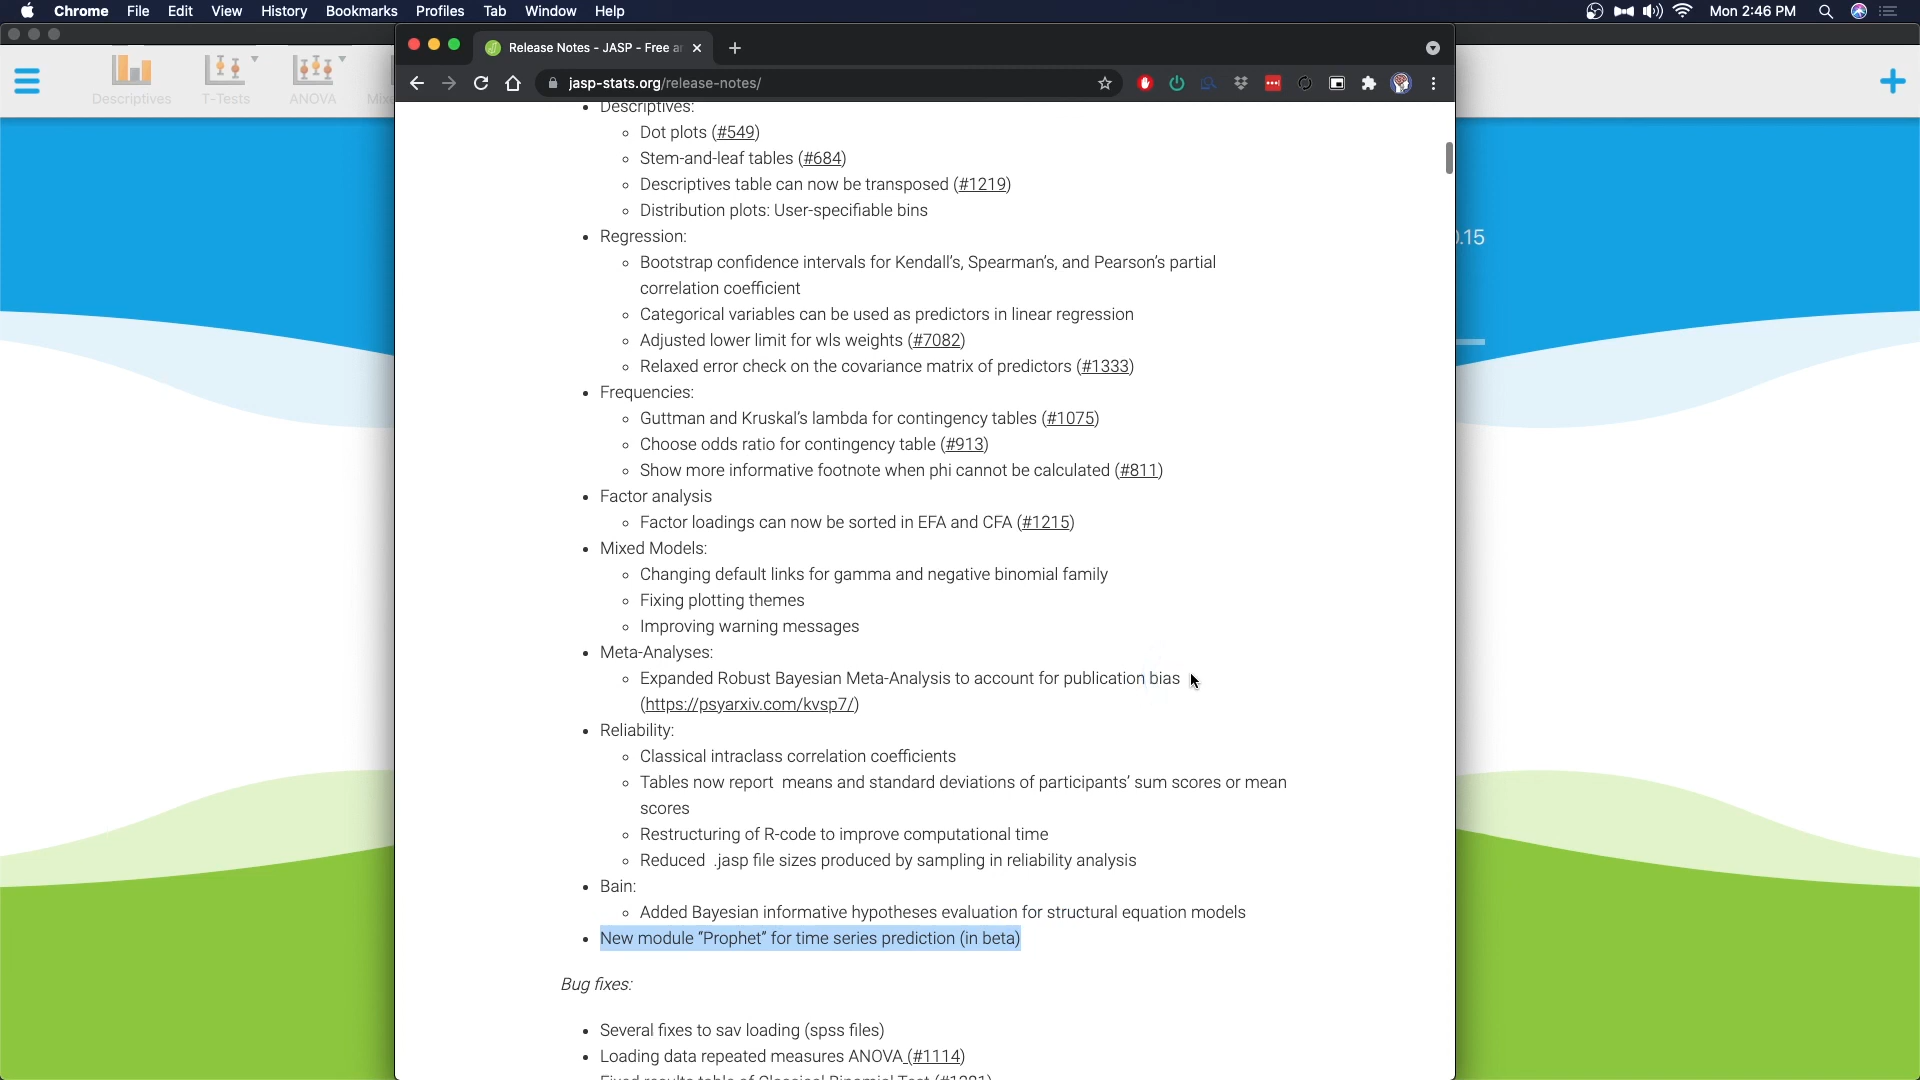 Chrome File Edit View History Bookmarks Profiles Tab Window Help Mon 2:46 PM
Release Notes - JASP - Free a
jasp-stats.org/release-notes/
Descriptives T-Tests ANOVA Mix
0.15
Descriptives:
Dot plots (#549)
Stem-and-leaf tables (#684)
Descriptives table can now be transposed (#1219)
Distribution plots: User-specifiable bins
Regression:
Bootstrap confidence intervals for Kendall's, Spearman's, and Pearson's partial
correlation coefficient
Categorical variables can be used as predictors in linear regression
Adjusted lower limit for wls weights (#7082)
Relaxed error check on the covariance matrix of predictors (#1333)
Frequencies:
Guttman and Kruskal's lambda for contingency tables (#1075)
Choose odds ratio for contingency table (#913)
Show more informative footnote when phi cannot be calculated (#811)
Factor analysis
Factor loadings can now be sorted in EFA and CFA (#1215)
Mixed Models:
Changing default links for gamma and negative binomial family
Fixing plotting themes
Improving warning messages
Meta-Analyses:
Expanded Robust Bayesian Meta-Analysis to account for publication bias
(https://psyarxiv.com/kvsp7/)
Reliability:
Classical intraclass correlation coefficients
Tables now report means and standard deviations of participants' sum scores or mean
scores
Restructuring of R-code to improve computational time
Reduced .jasp file sizes produced by sampling in reliability analysis
Bain:
Added Bayesian informative hypotheses evaluation for structural equation models
New module "Prophet" for time series prediction (in beta)
Bug fixes:
Several fixes to sav loading (spss files)
Loading data repeated measures ANOVA (#1114)
Fixed results table of Classical Binomial Test